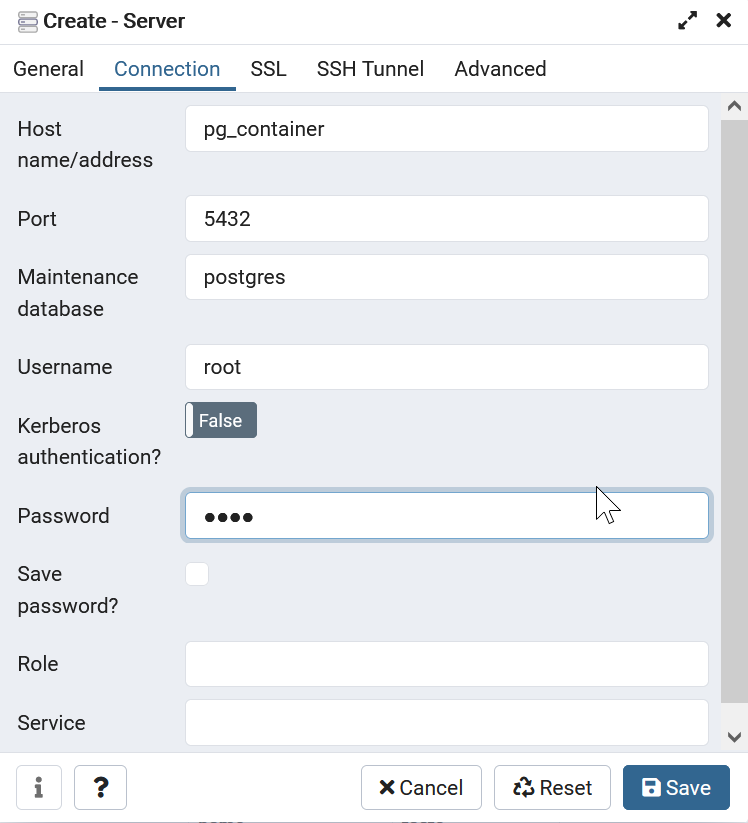 Create - Server
General Connection SSL SSH Tunnel Advanced
Host
name/address
pg_container
Port
5432
Maintenance
database
postgres
Username
root
Kerberos
authentication?
False
Password
••••
Save
password?
Role
Service
i ? Cancel Reset Save